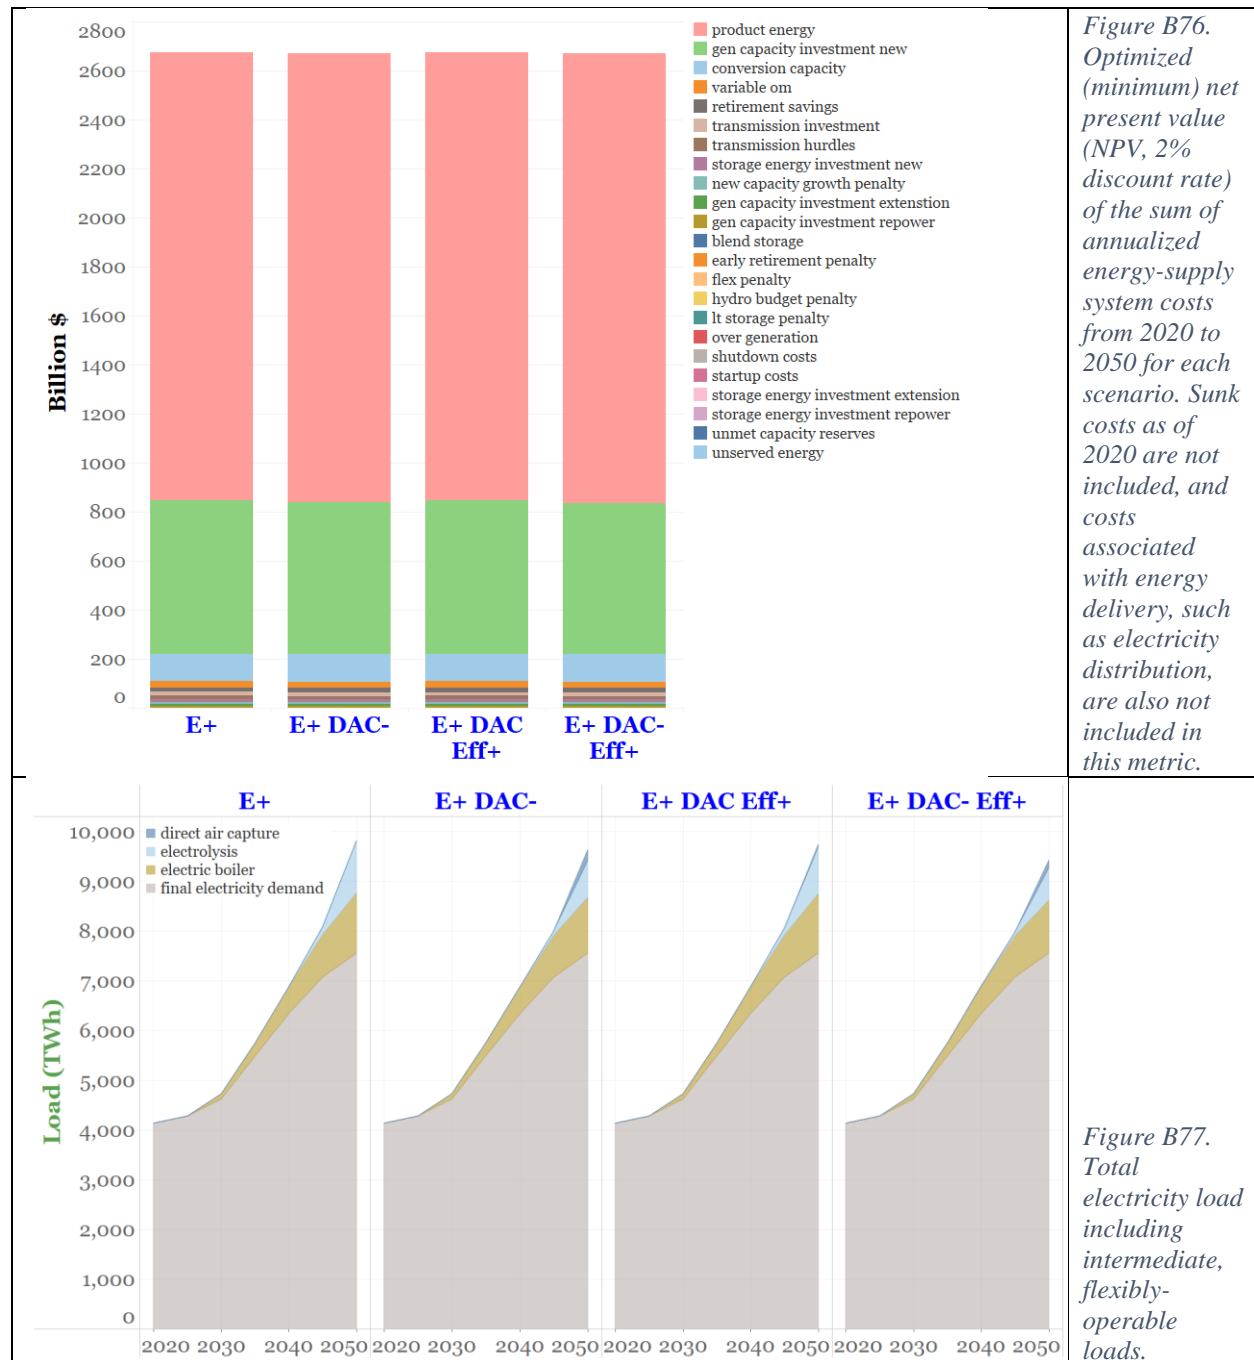 2800
2600
2400
2200
2000
1800
1600
1400
1200
1000
800
600
400
200
0
Billion $
E+
E+ DAC-
E+ DAC
Eff+
E+ DAC-
Eff+
product energy
gen capacity investment new
conversion capacity
variable om
retirement savings
transmission investment
transmission hurdles
storage energy investment new
new capacity growth penalty
gen capacity investment extenstion
gen capacity investment repower
blend storage
early retirement penalty
flex penalty
hydro budget penalty
lt storage penalty
over generation
shutdown costs
startup costs
storage energy investment extension
storage energy investment repower
unmet capacity reserves
unserved energy
Figure B76.
Optimized
(minimum) net
present value
(NPV, 2%
discount rate)
of the sum of
annualized
energy-supply
system costs
from 2020 to
2050 for each
scenario. Sunk
costs as of
2020 are not
included, and
costs
associated
with energy
delivery, such
as electricity
distribution,
are also not
included in
this metric.
E+
E+ DAC-
E+ DAC Eff+
E+ DAC- Eff+
10,000
9,000
8,000
7,000
6,000
5,000
4,000
3,000
2,000
1,000
0
Load (TWh)
direct air capture
electrolysis
electric boiler
final electricity demand
2020 2030 2040 2050
2020 2030 2040 2050
2020 2030 2040 2050
2020 2030 2040 2050
Figure B77.
Total
electricity load
including
intermediate,
flexibly-
operable
loads.